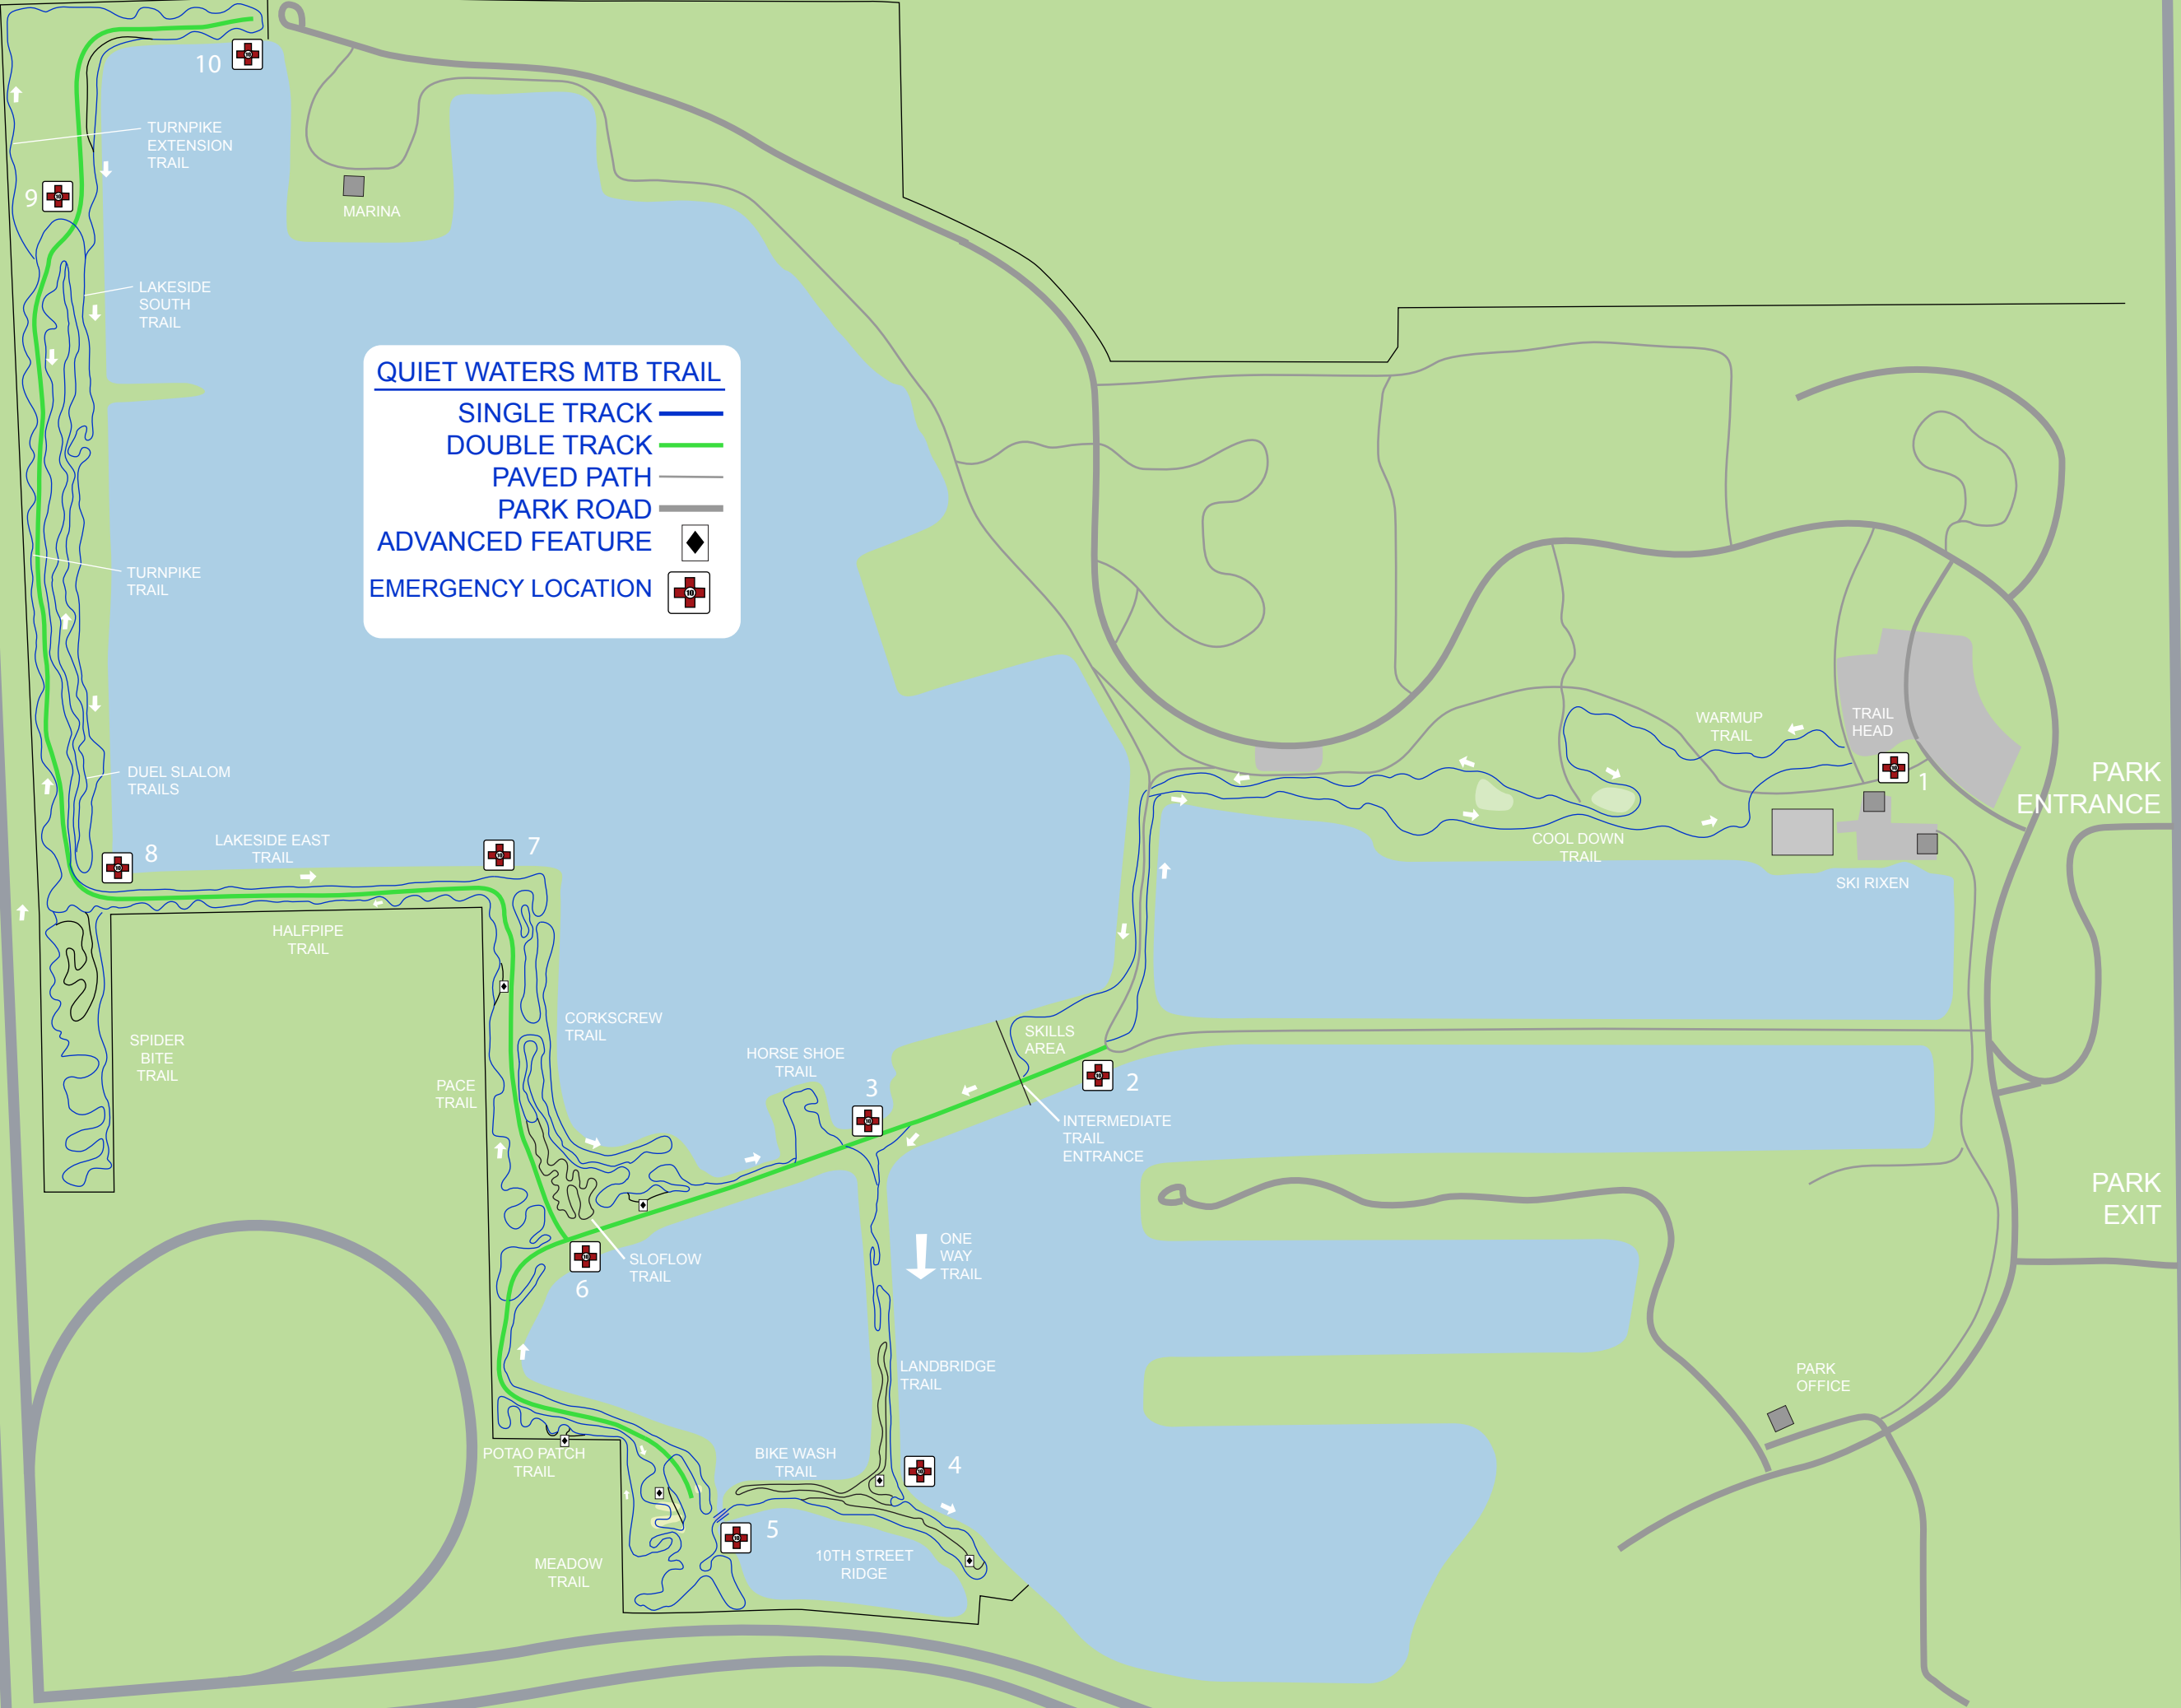 10
TURNPIKE
EXTENSION
TRAIL
9
MARINA
LAKESIDE
SOUTH
TRAIL
QUIET WATERS MTB TRAIL
SINGLE TRACK
DOUBLE TRACK
PAVED PATH
PARK ROAD
ADVANCED FEATURE
EMERGENCY LOCATION
10
TURNPIKE
TRAIL
WARMUP
TRAIL
TRAIL
HEAD
1
PARK
ENTRANCE
DUEL SLALOM
TRAILS
COOL DOWN
TRAIL
SKI RIXEN
8
LAKESIDE EAST
TRAIL
7
HALFPIPE
TRAIL
CORKSCREW
TRAIL
SPIDER
BITE
TRAIL
PACE
TRAIL
HORSE SHOE
TRAIL
3
SKILLS
AREA
2
INTERMEDIATE
TRAIL
ENTRANCE
PARK
EXIT
SLOFLOW
TRAIL
6
ONE
WAY
TRAIL
LANDBRIDGE
TRAIL
PARK
OFFICE
POTAO PATCH
TRAIL
BIKE WASH
TRAIL
4
5
MEADOW
TRAIL
10TH STREET
RIDGE